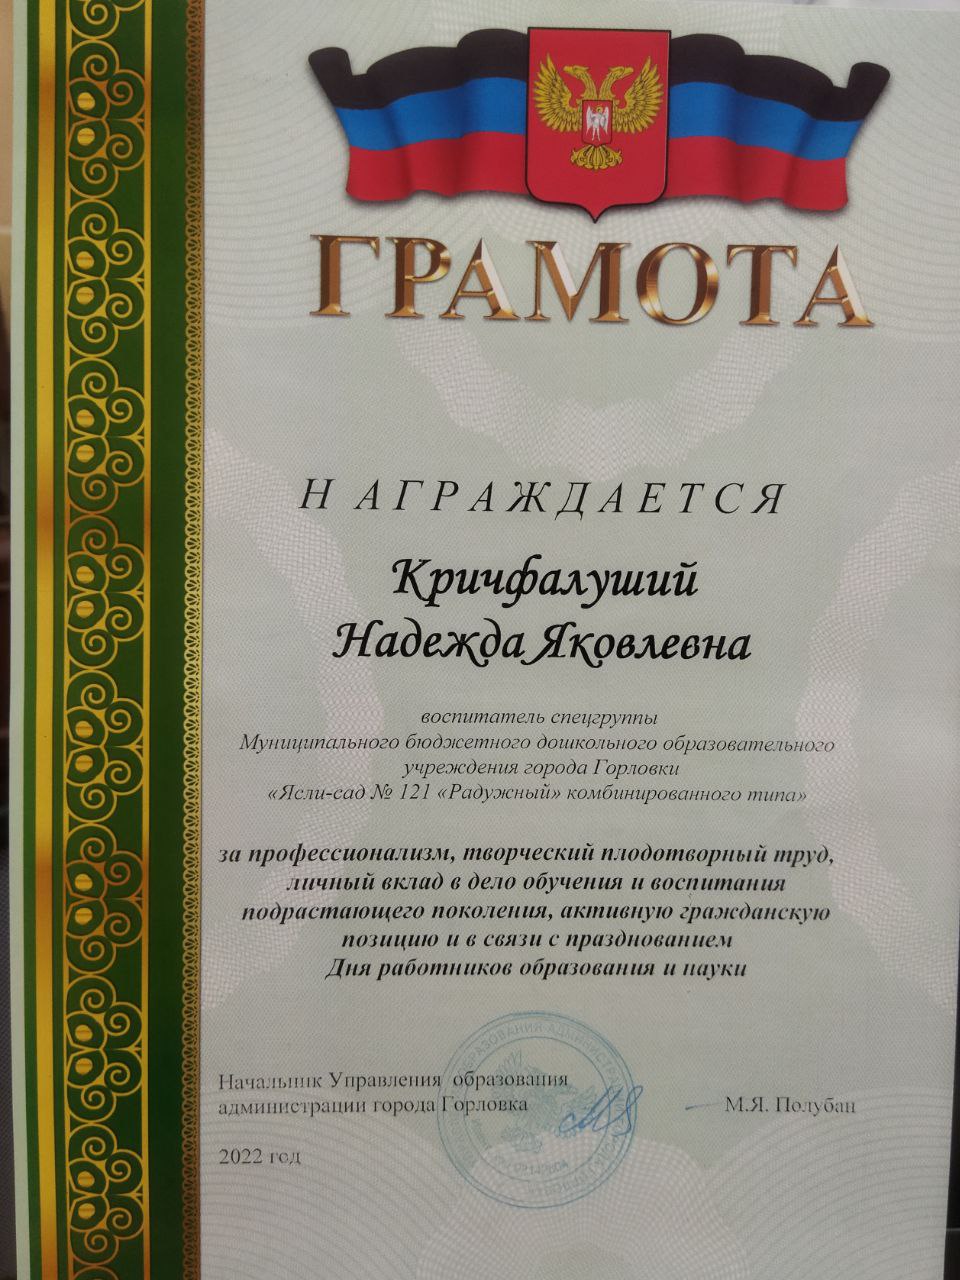 ГРАМОТА
НАГРАЖДАЕТСЯ
Кричфалуший
Надежда Яковлевна
воспитатель спецгруппы
Муниципального бюджетного дошкольного образовательного
учреждения города Горловки
«Ясли-сад № 121 «Радужный» комбинированного типа»
за профессионализм, творческий плодотворный труд,
личный вклад в дело обучения и воспитания
подрастающего поколения, активную гражданскую
позицию и в связи с празднованием
Дня работников образования и науки
Начальник Управления образования
администрации города Горловка М.Я. Полубан
2022 год